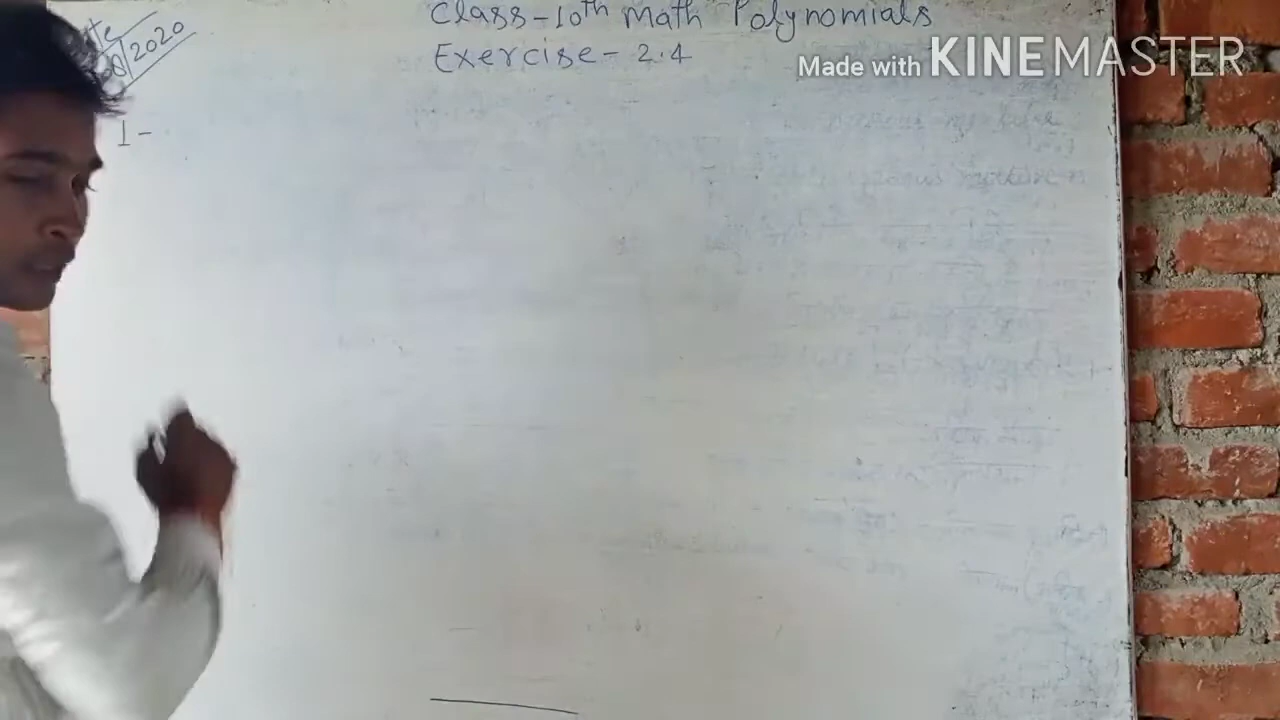 Class-10th Math Polynomials
Exercise - 2.4
Made with KINEMASTER
/2020
1-